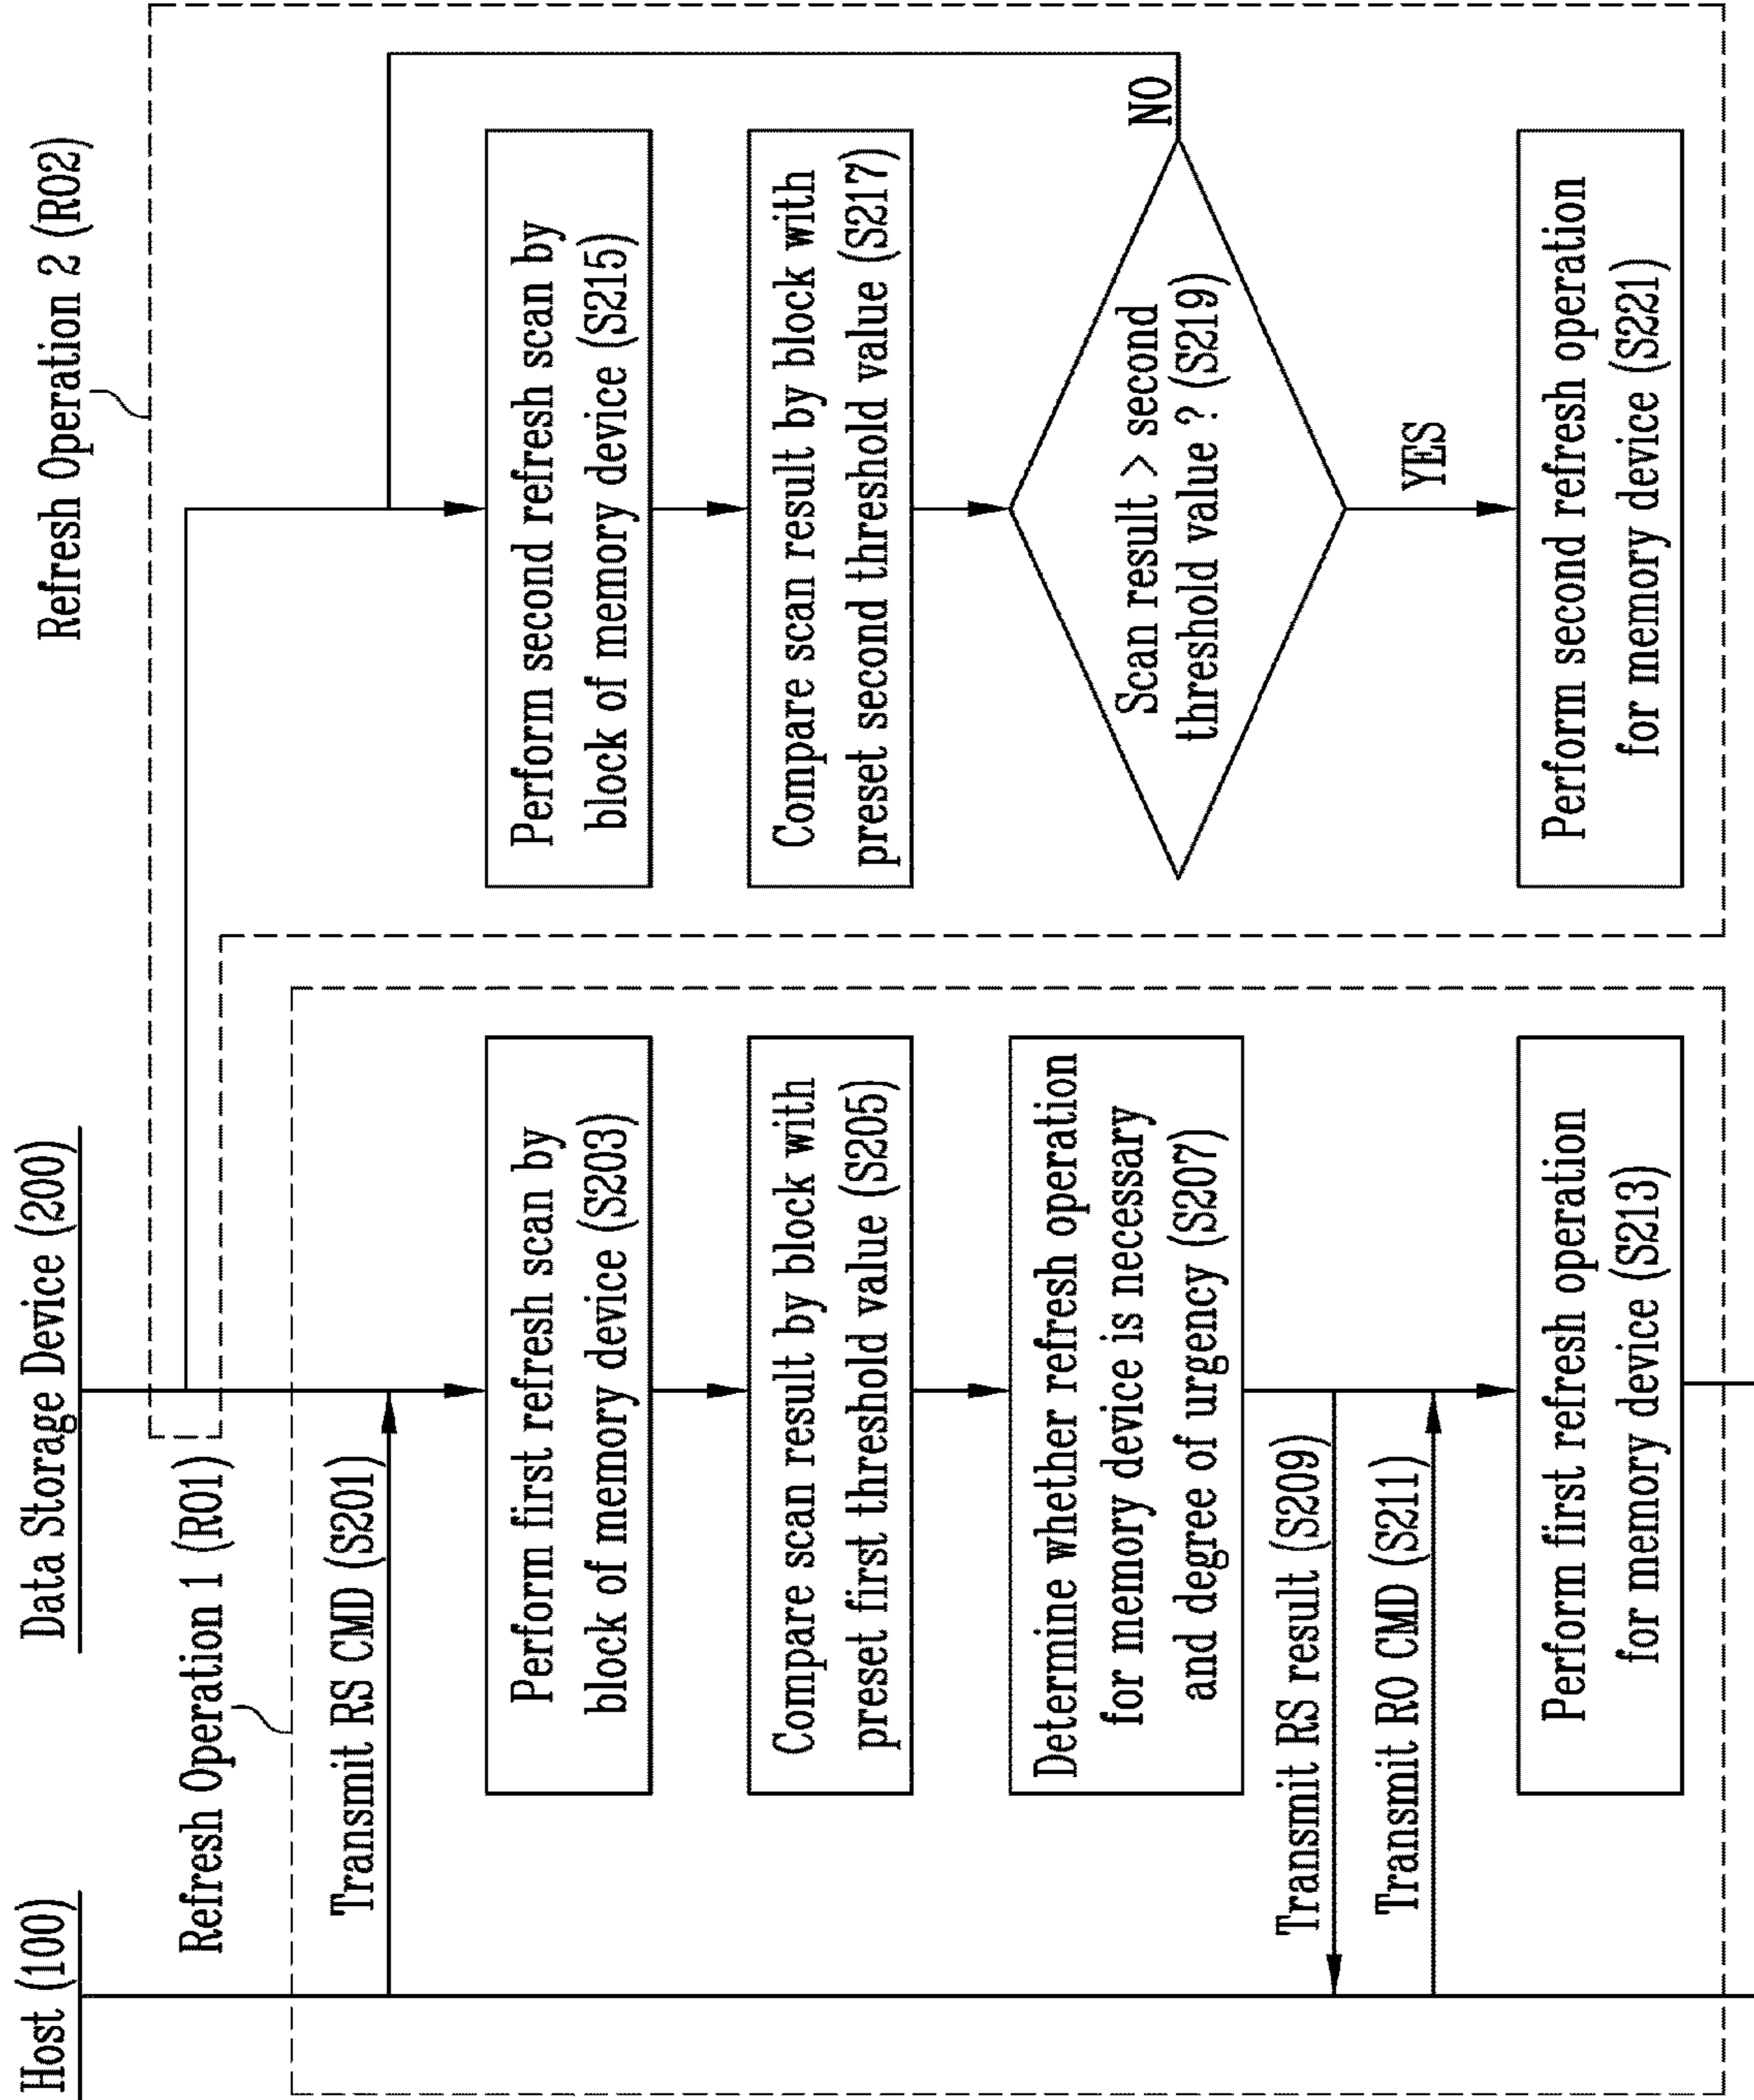 Host (100)
Data Storage Device (200)
Refresh Operation 2 (RO2)
Refresh Operation 1 (RO1)
Transmit RS CMD (S201)
Perform first refresh scan by
block of memory device (S203)
Compare scan result by block with
preset first threshold value (S205)
Determine whether refresh operation
for memory device is necessary
and degree of urgency (S207)
Transmit RS result (S209)
Transmit RO CMD (S211)
Perform first refresh operation
for memory device (S213)
Perform second refresh scan by
block of memory device (S215)
Compare scan result by block with
preset second threshold value (S217)
Scan result > second
threshold value ? (S219)
NO
YES
Perform second refresh operation
for memory device (S221)